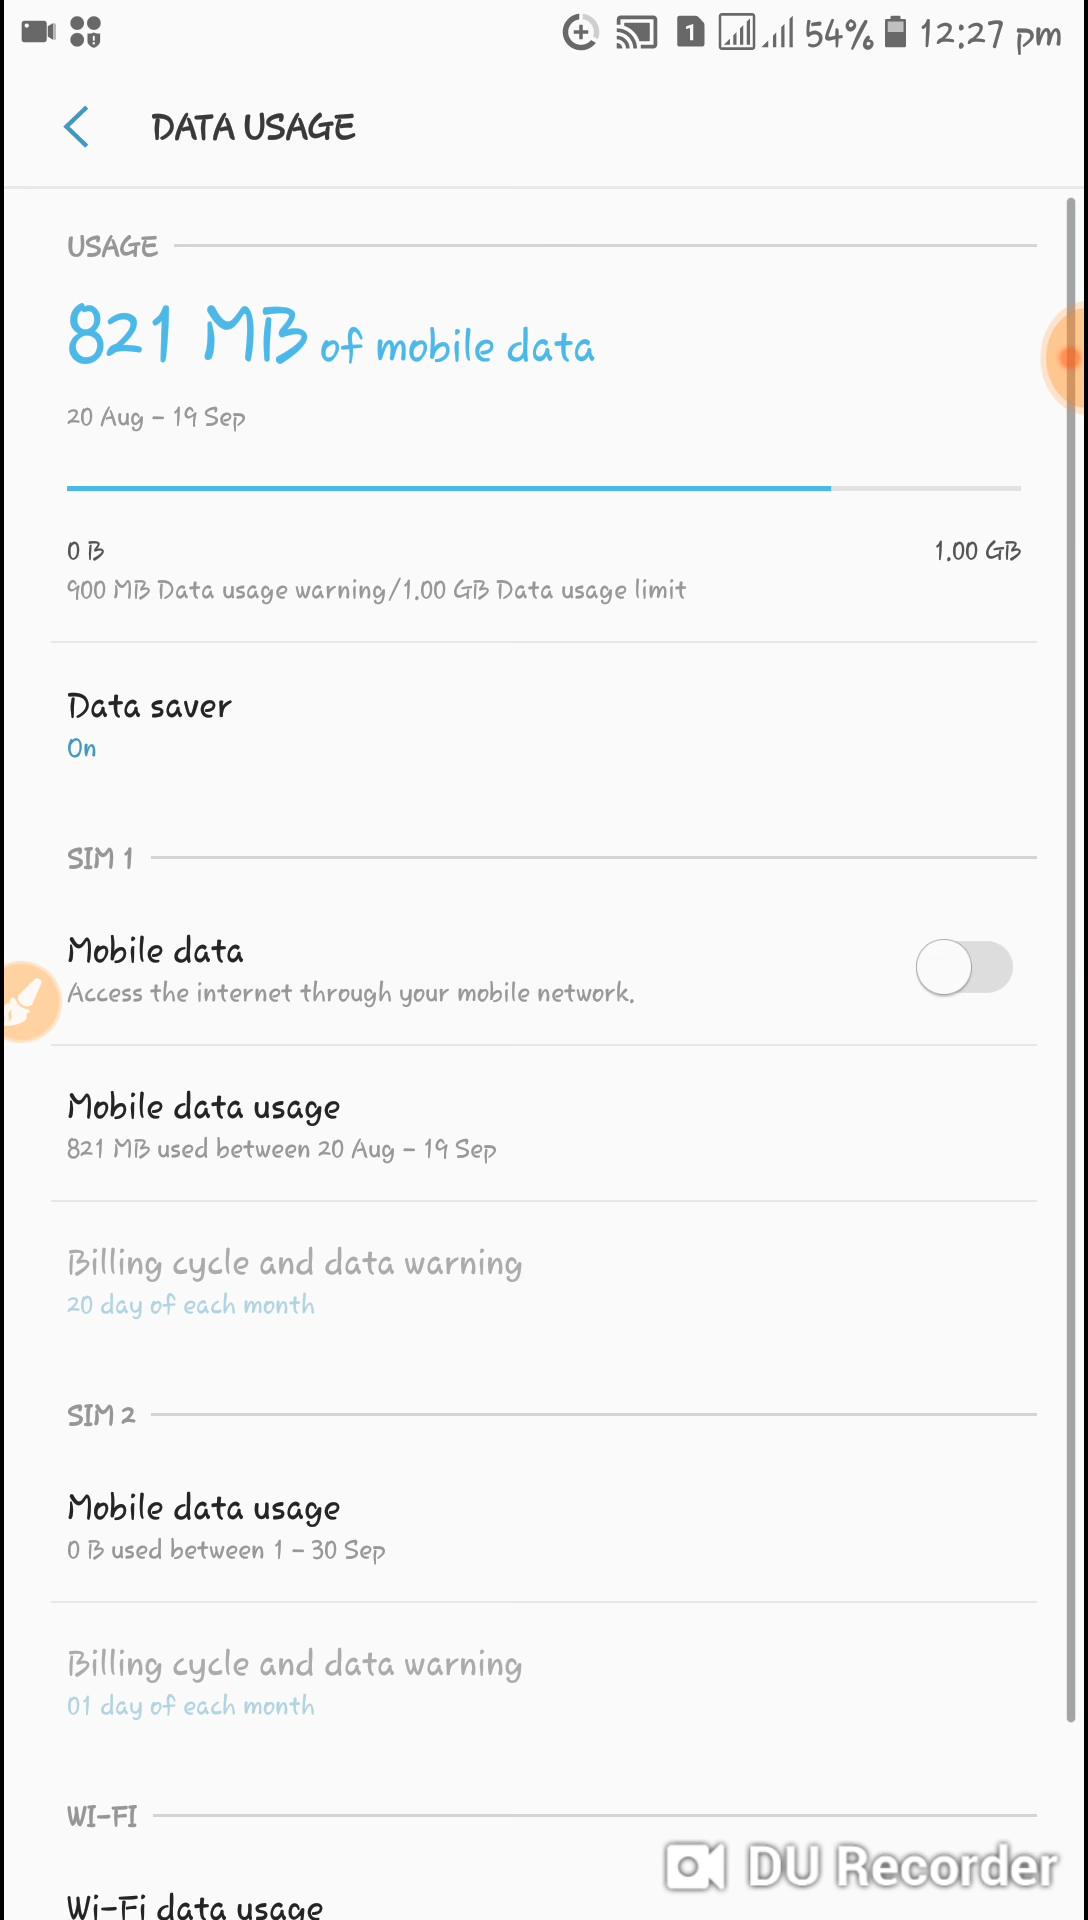 1 54% 12:27 pm
DATA USAGE
USAGE
821 MB of mobile data
20 Aug – 19 Sep
0 B 1.00 GB
900 MB Data usage warning/1.00 GB Data usage limit
Data saver
On
SIM 1
Mobile data
Access the internet through your mobile network.
Mobile data usage
821 MB used between 20 Aug – 19 Sep
Billing cycle and data warning
20 day of each month
SIM 2
Mobile data usage
0 B used between 1 – 30 Sep
Billing cycle and data warning
01 day of each month
WI-FI
DU Recorder
Wi-Fi data usage